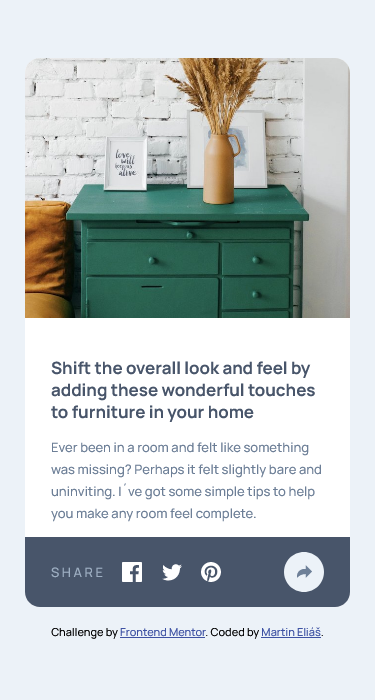 love
will
keep us
alive
Shift the overall look and feel by
adding these wonderful touches
to furniture in your home
Ever been in a room and felt like something
was missing? Perhaps it felt slightly bare and
uninviting. I´ve got some simple tips to help
you make any room feel complete.
SHARE
Challenge by Frontend Mentor. Coded by Martin Eliáš.